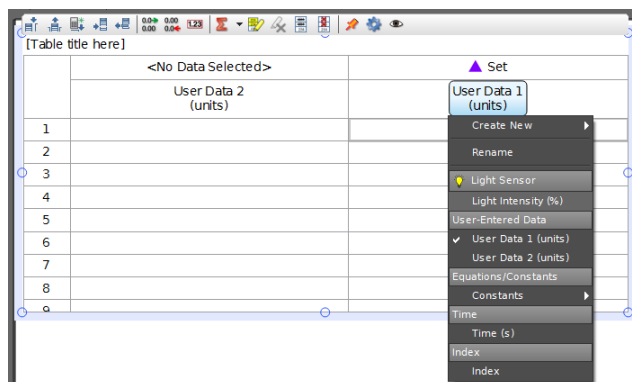 0.0 0.00 1.23
0.00 0.0
[Table title here]
<No Data Selected> Set
User Data 2
(units)
User Data 1
(units)
1
2
3
4
5
6
7
8
9
Create New
Rename
Light Sensor
Light Intensity (%)
User-Entered Data
User Data 1 (units)
User Data 2 (units)
Equations/Constants
Constants
Time
Time (s)
Index
Index